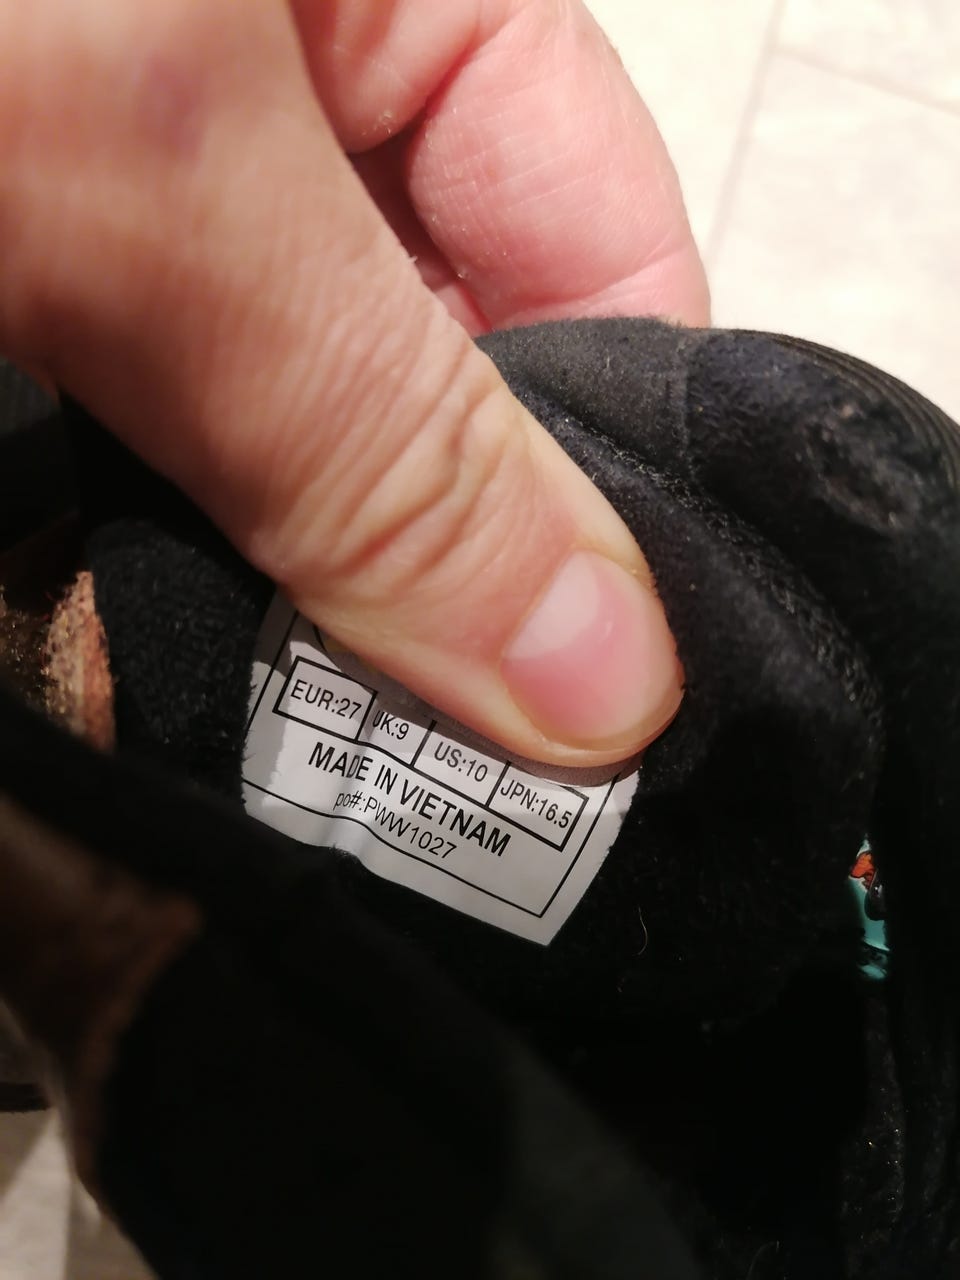 EUR:27 UK:9 US:10 JPN:16.5
MADE IN VIETNAM
po#:PWW1027